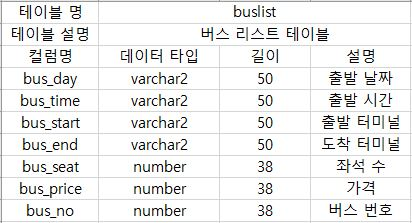 테이블 명 buslist
테이블 설명 버스 리스트 테이블
컬럼명 데이터 타입 길이 설명
bus_day varchar2 50 출발 날짜
bus_time varchar2 50 출발 시간
bus_start varchar2 50 출발 터미널
bus_end varchar2 50 도착 터미널
bus_seat number 38 좌석 수
bus_price number 38 가격
bus_no number 38 버스 번호